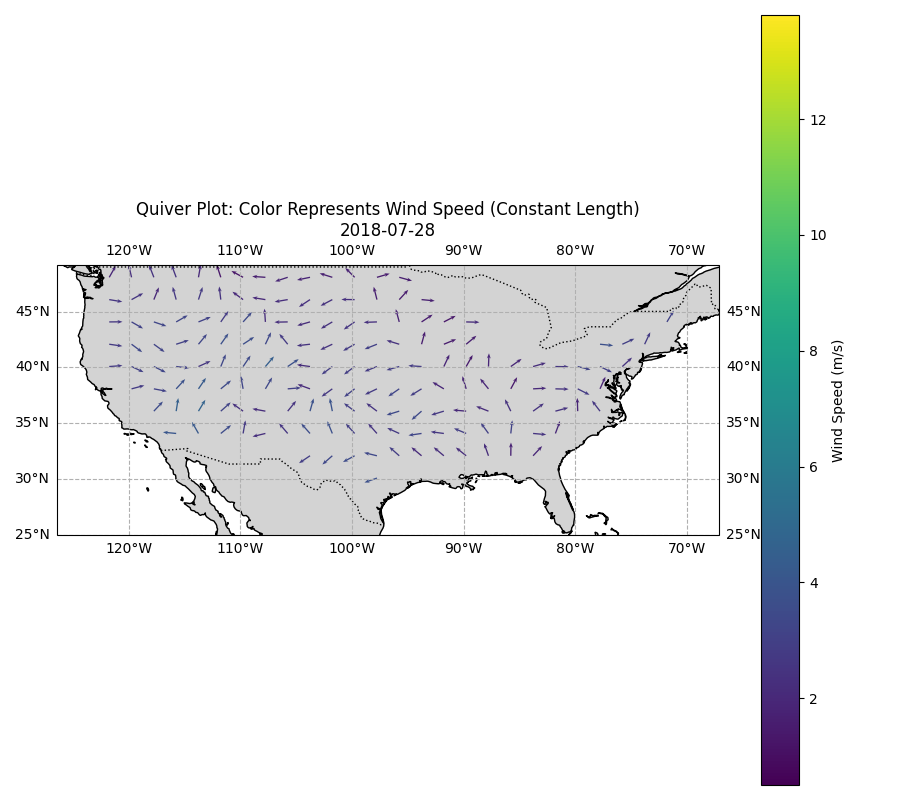 Quiver Plot: Color Represents Wind Speed (Constant Length)
2018-07-28
120°W 110°W 100°W 90°W 80°W 70°W
45°N 45°N
40°N 40°N
35°N 35°N
30°N 30°N
25°N 25°N
120°W 110°W 100°W 90°W 80°W 70°W
12
10
8
6
4
2
Wind Speed (m/s)